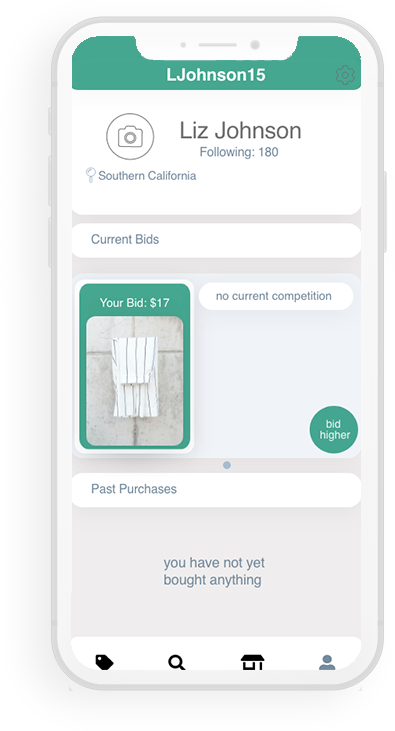 LJohnson15
Liz Johnson
Following: 180
Southern California
Current Bids
Your Bid: $17
no current competition
bid
higher
Past Purchases
you have not yet
bought anything